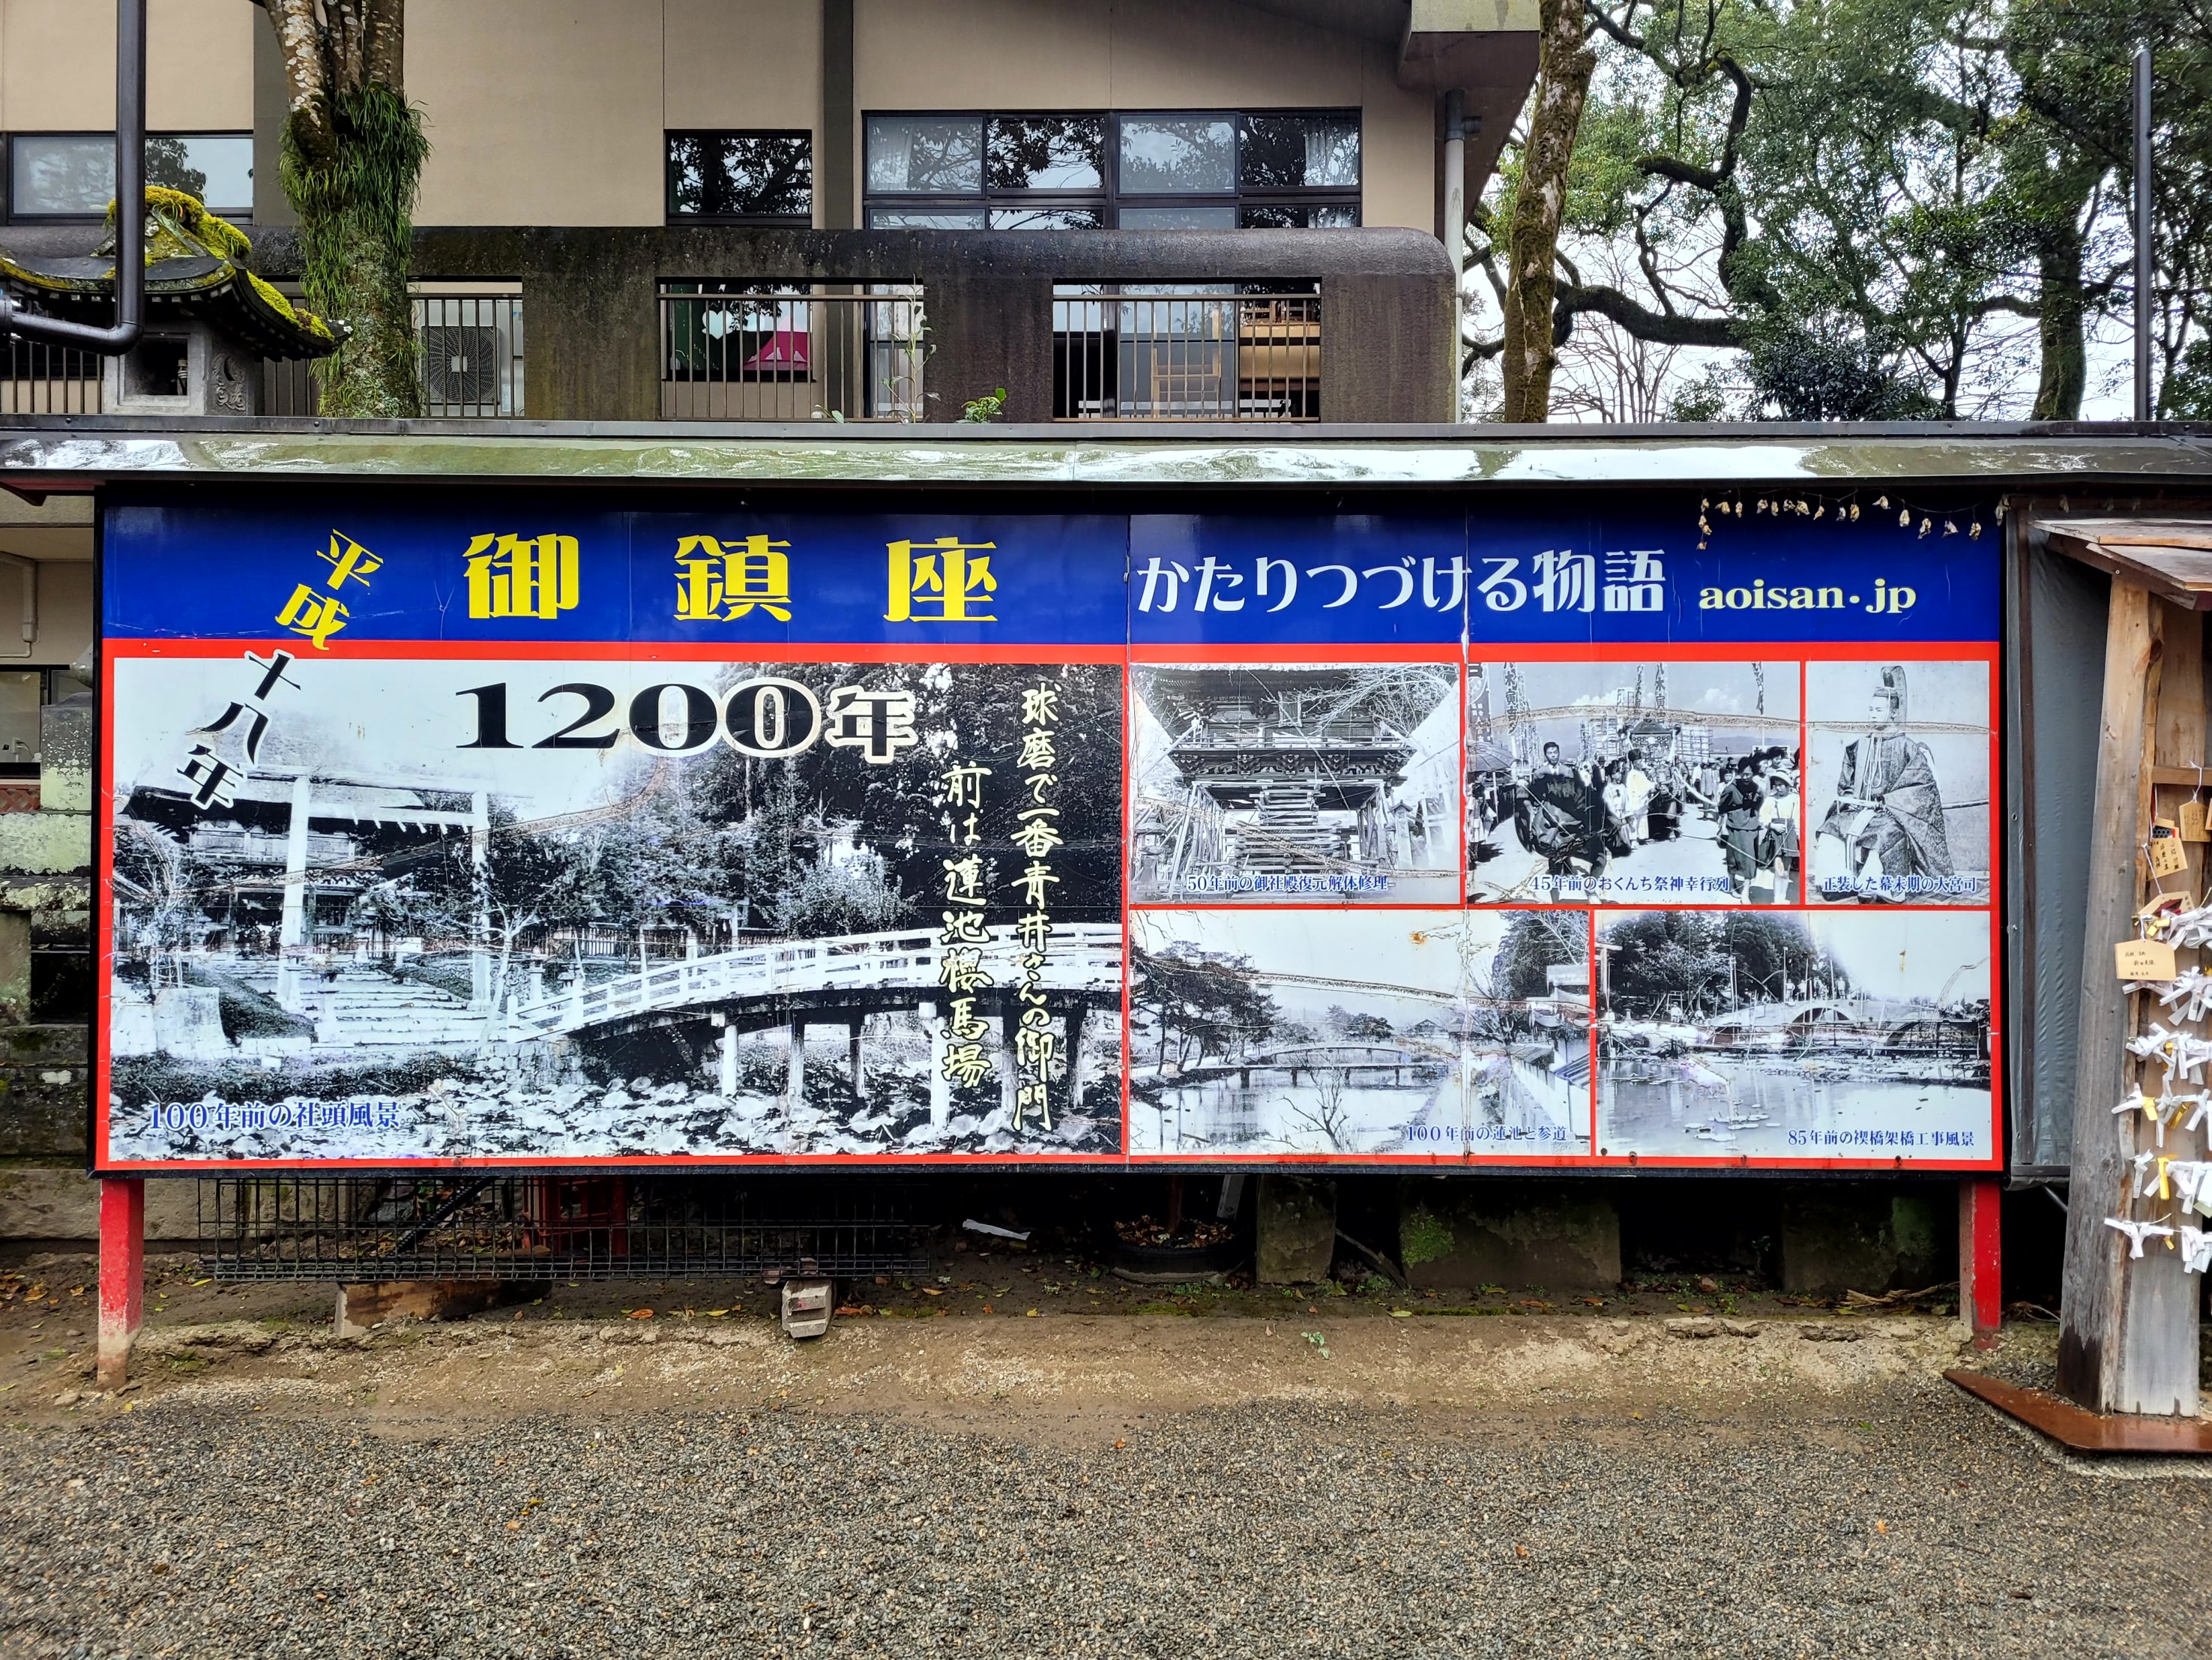 平成十八年
御鎮座
1200年
かたりつづける物語 aoisan.jp
球磨で一番青井さんの御門
前は蓮池櫻馬場
100年前の社頭風景
50年前の御社殿復元解体修理
45年前のおくんち祭神幸行列
正装した幕末期の大宮司
100年前の蓮池と参道
85年前の禊橋架橋工事風景